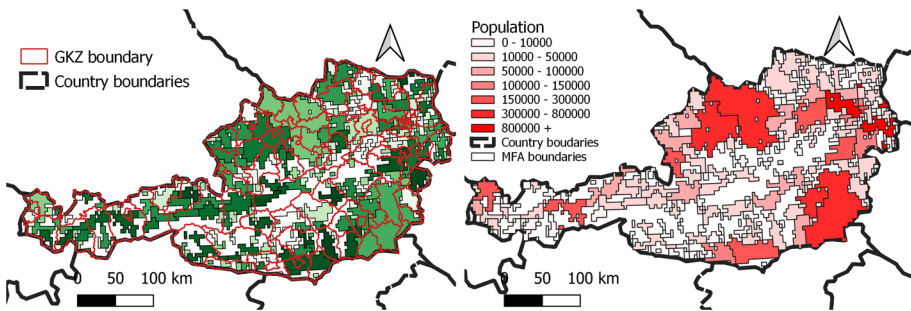 GKZ boundary
Country boundaries
0 50 100 km
Population
0 - 10000
10000 - 50000
50000 - 100000
100000 - 150000
150000 - 300000
300000 - 800000
800000 +
Country boudaries
MFA boundaries
0 50 100 km